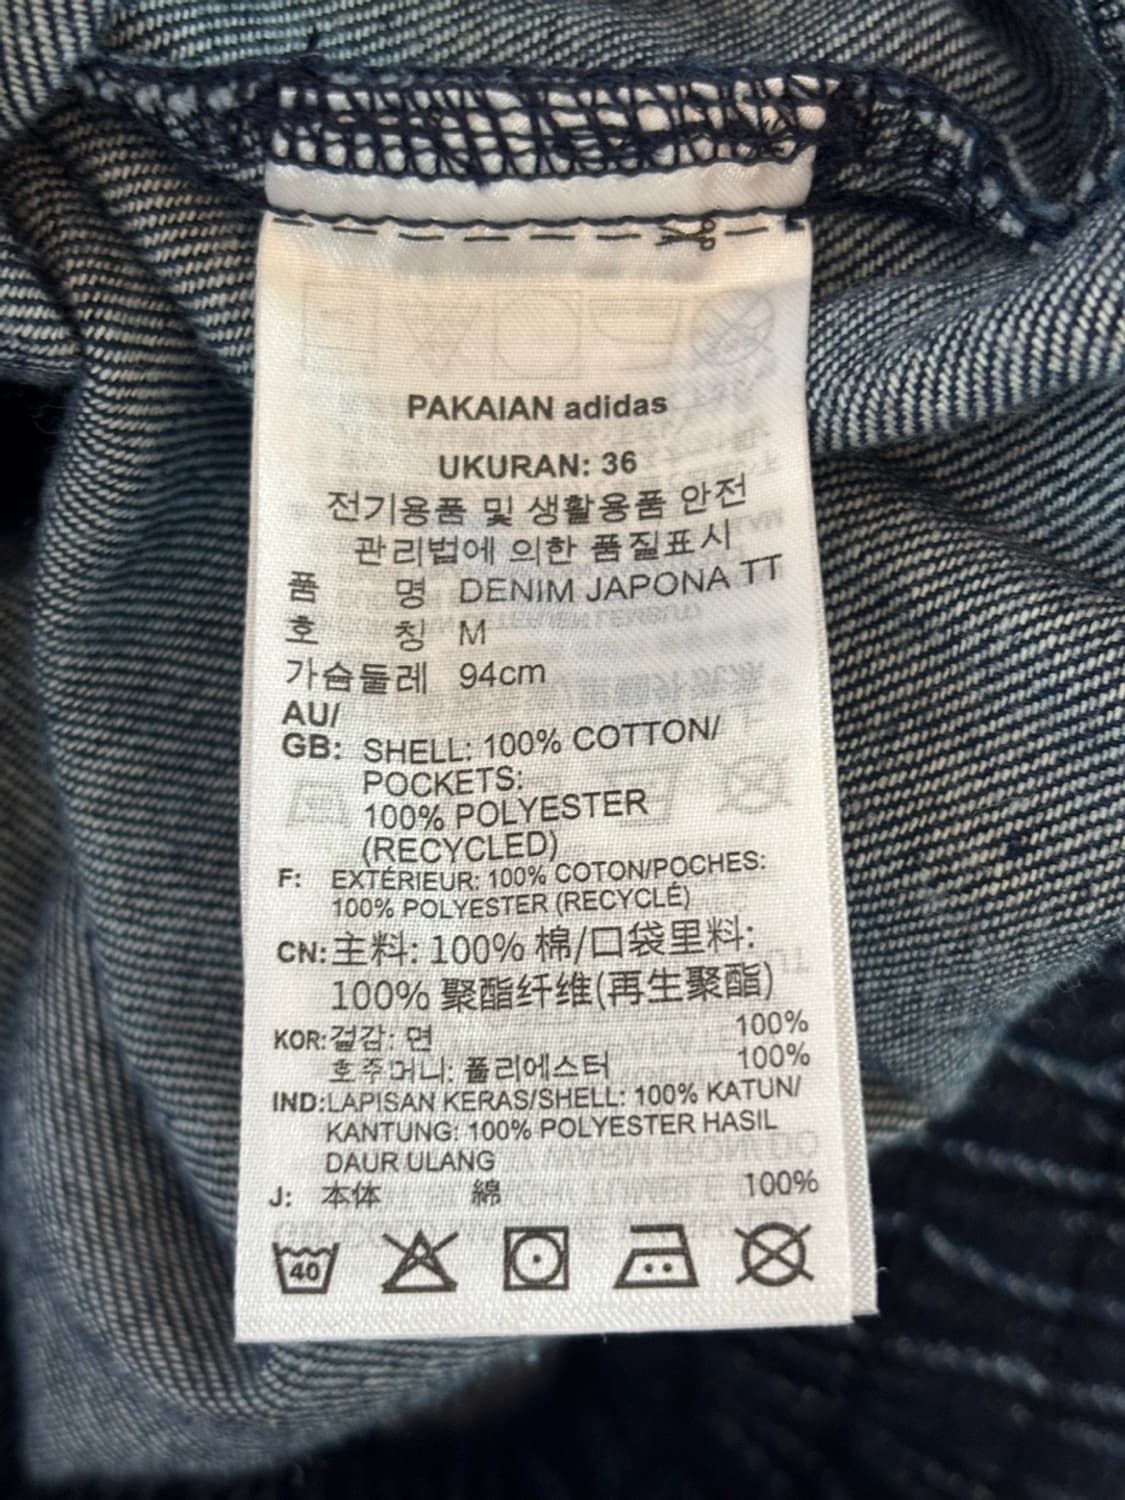 PAKAIAN adidas
UKURAN: 36
전기용품 및 생활용품 안전
관리법에 의한 품질표시
품 명 DENIM JAPONA TT
호 칭 M
가슴둘레 94cm
AU/
GB: SHELL: 100% COTTON/
POCKETS:
100% POLYESTER
(RECYCLED)
F: EXTÉRIEUR: 100% COTON/POCHES:
100% POLYESTER (RECYCLÉ)
CN: 主料: 100% 棉/口袋里料:
100% 聚酯纤维(再生聚酯)
KOR: 겉감: 면 100%
호주머니: 폴리에스터 100%
IND: LAPISAN KERAS/SHELL: 100% KATUN/
KANTUNG: 100% POLYESTER HASIL
DAUR ULANG
J: 本体 綿 100%
40